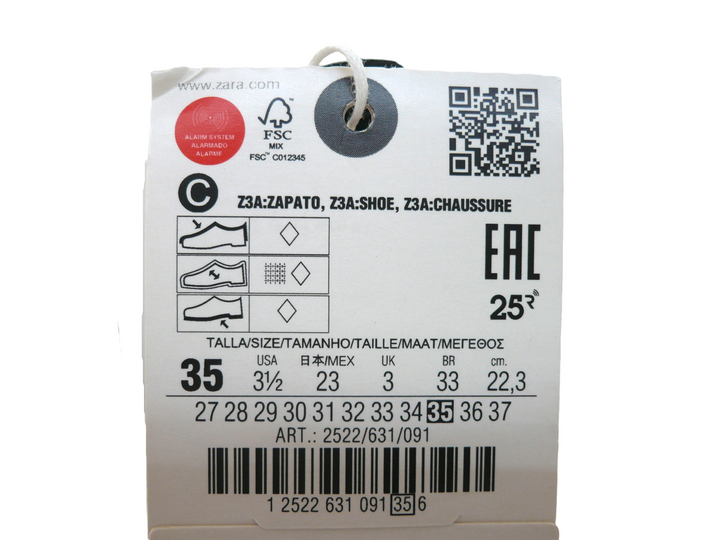 www.zara.com
ALARM SYSTEM
ALARMADO
ALARME
FSC
MIX
FSC™ C012345
C
Z3A:ZAPATO, Z3A:SHOE, Z3A:CHAUSSURE
EAC
25R
TALLA/SIZE/TAMANHO/TAILLE/MAAT/ΜΕΓΕΘΟΣ
USA 日本/MEX UK BR cm.
35 3½ 23 3 33 22,3
27 28 29 30 31 32 33 34 35 36 37
ART.: 2522/631/091
1 2522 631 091 35 6